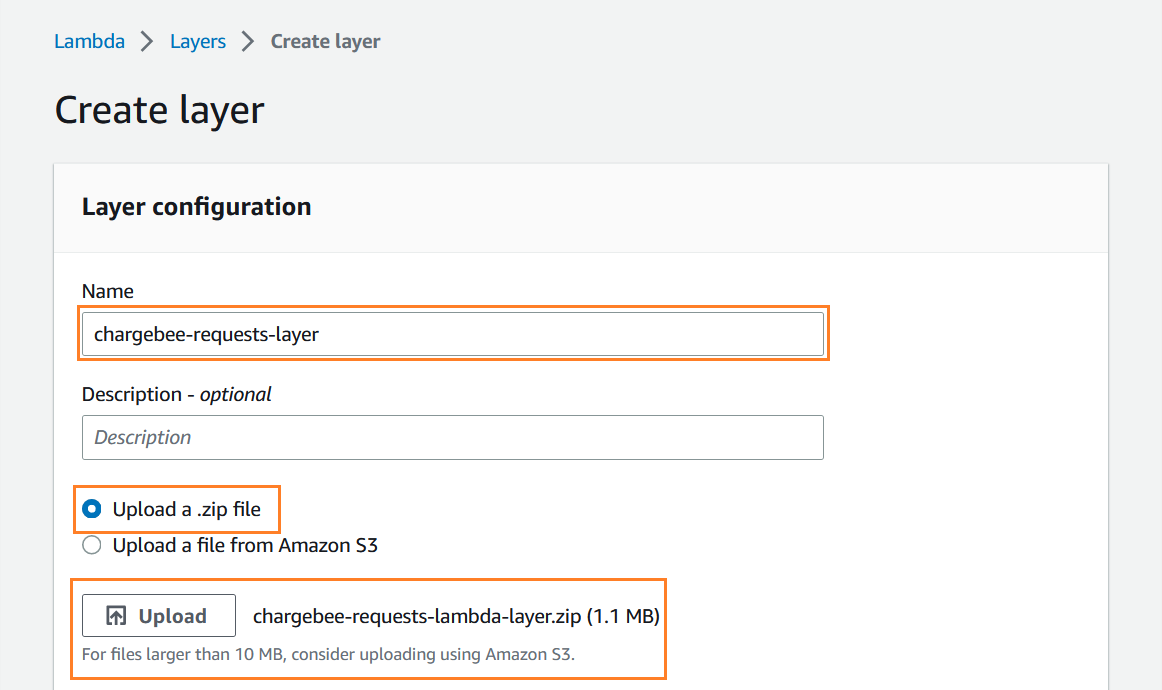 Lambda > Layers > Create layer
Create layer
Layer configuration
Name
chargebee-requests-layer
Description - optional
Description
Upload a .zip file
Upload a file from Amazon S3
Upload chargebee-requests-lambda-layer.zip (1.1 MB)
For files larger than 10 MB, consider uploading using Amazon S3.